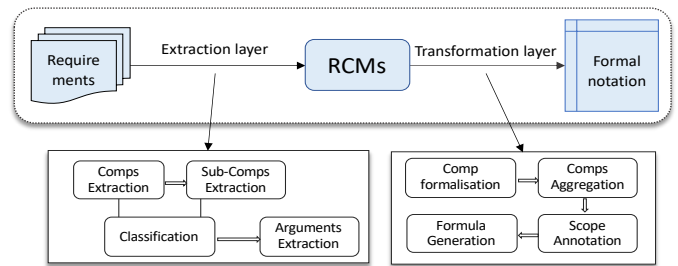 Require
ments
Extraction layer
RCMs
Transformation layer
Formal
notation
Comps
Extraction
Sub-Comps
Extraction
Classification
Arguments
Extraction
Comp
formalisation
Comps
Aggregation
Formula
Generation
Scope
Annotation